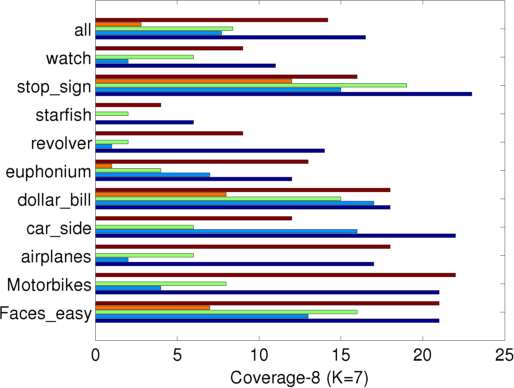 all
watch
stop_sign
starfish
revolver
euphonium
dollar_bill
car_side
airplanes
Motorbikes
Faces_easy
0 5 10 15 20 25
Coverage-8 (K=7)